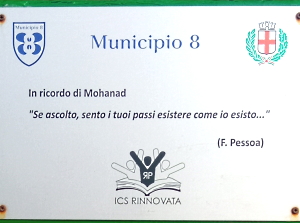 Municipio 8
8
Municipio 8
In ricordo di Mohanad
"Se ascolto, sento i tuoi passi esistere come io esisto..."
(F. Pessoa)
RP
ICS RINNOVATA